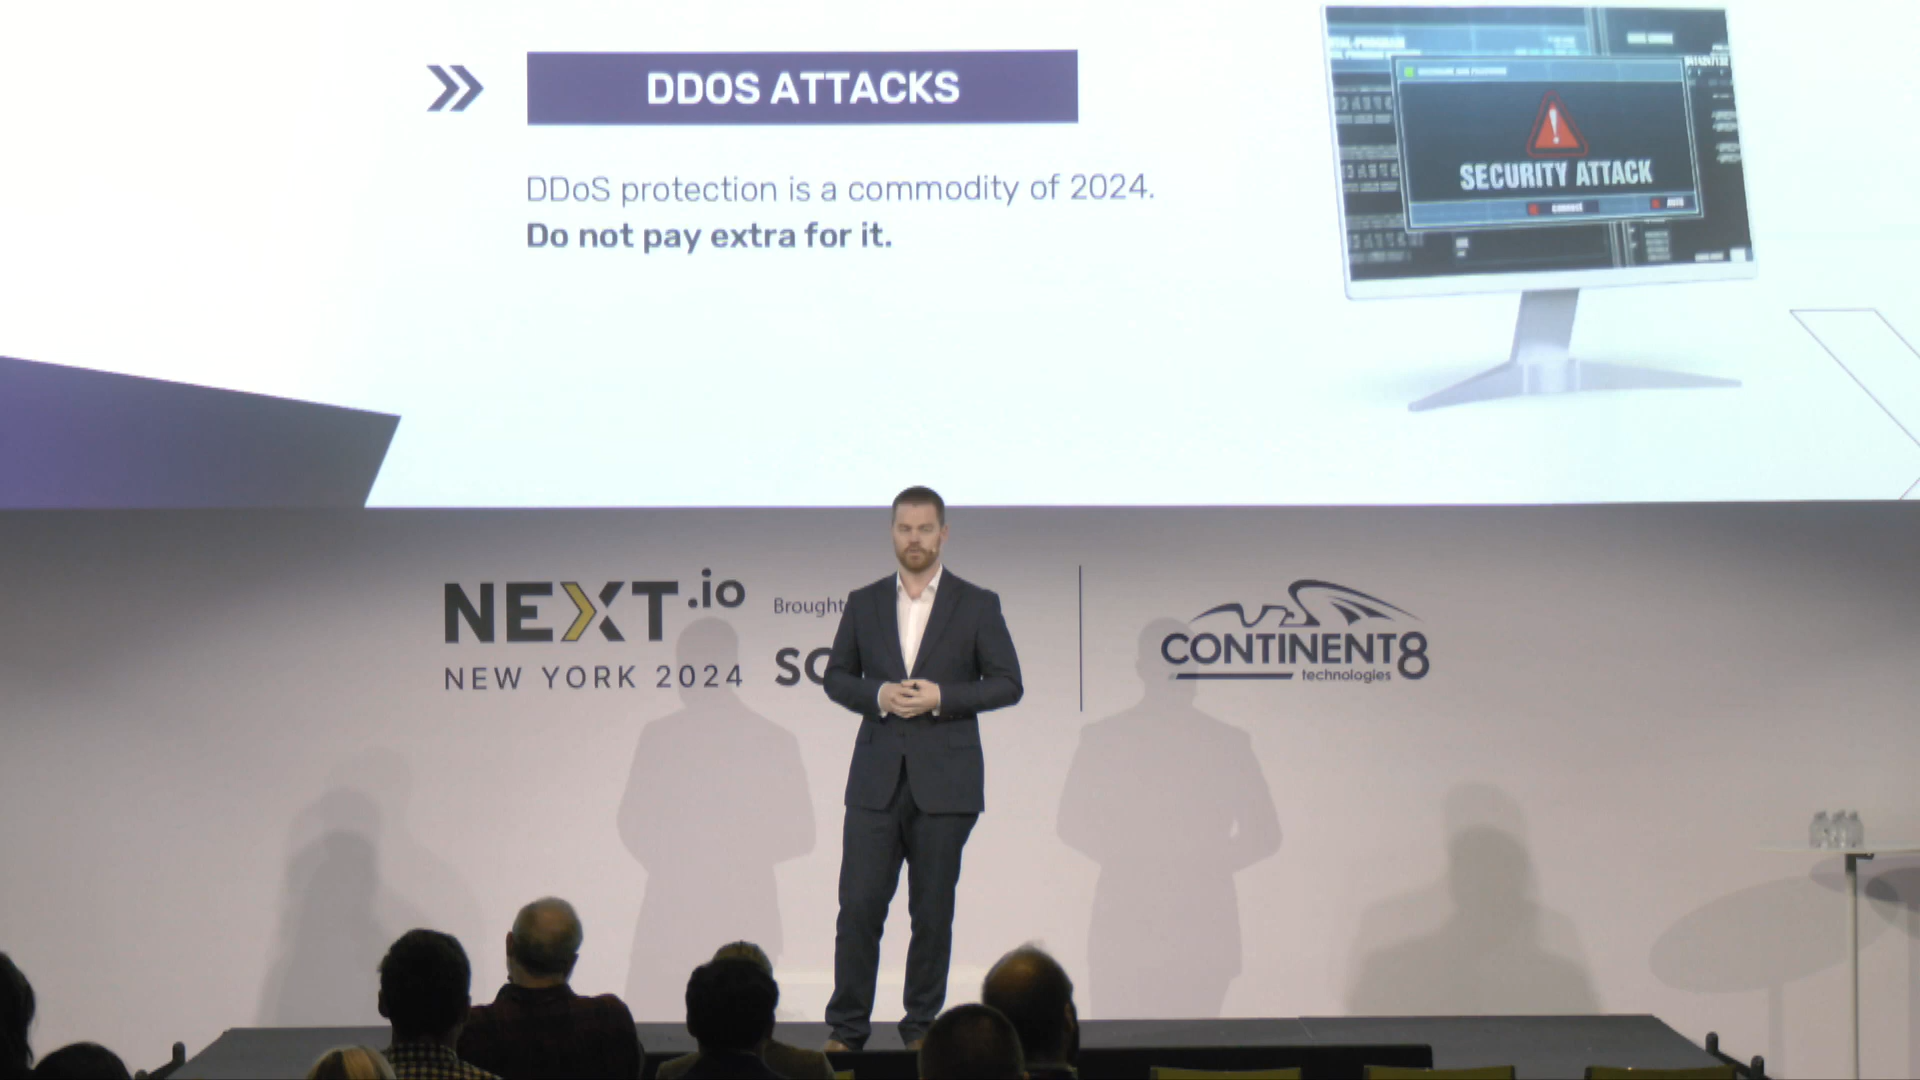 DDOS ATTACKS
DDoS protection is a commodity of 2024.
Do not pay extra for it.
SECURITY ATTACK
NEXT.io
NEW YORK 2024
Brought
CONTINENT8
technologies